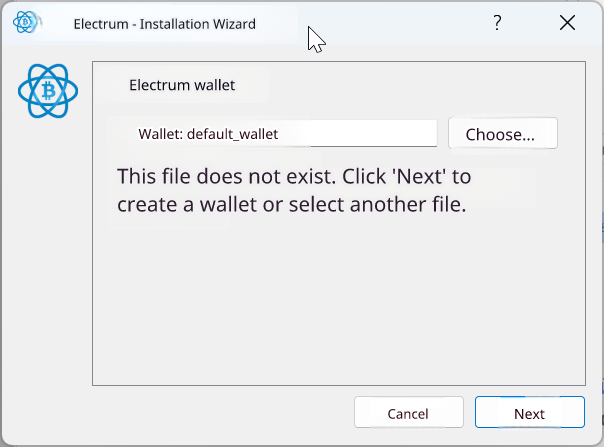 Electrum - Installation Wizard
?
Electrum wallet
Wallet: default_wallet
Choose...
This file does not exist. Click 'Next' to
create a wallet or select another file.
Cancel
Next